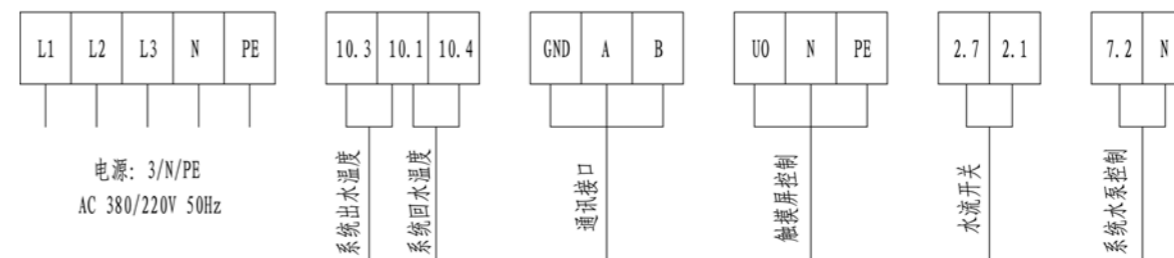 L1 L2 L3 N PE
10.3 10.1 10.4
GND A B
U0 N PE
2.7 2.1
7.2 N
电源: 3/N/PE
AC 380/220V 50Hz
系统出水温度
系统回水温度
通讯接口
触摸屏控制
水流开关
系统水泵控制